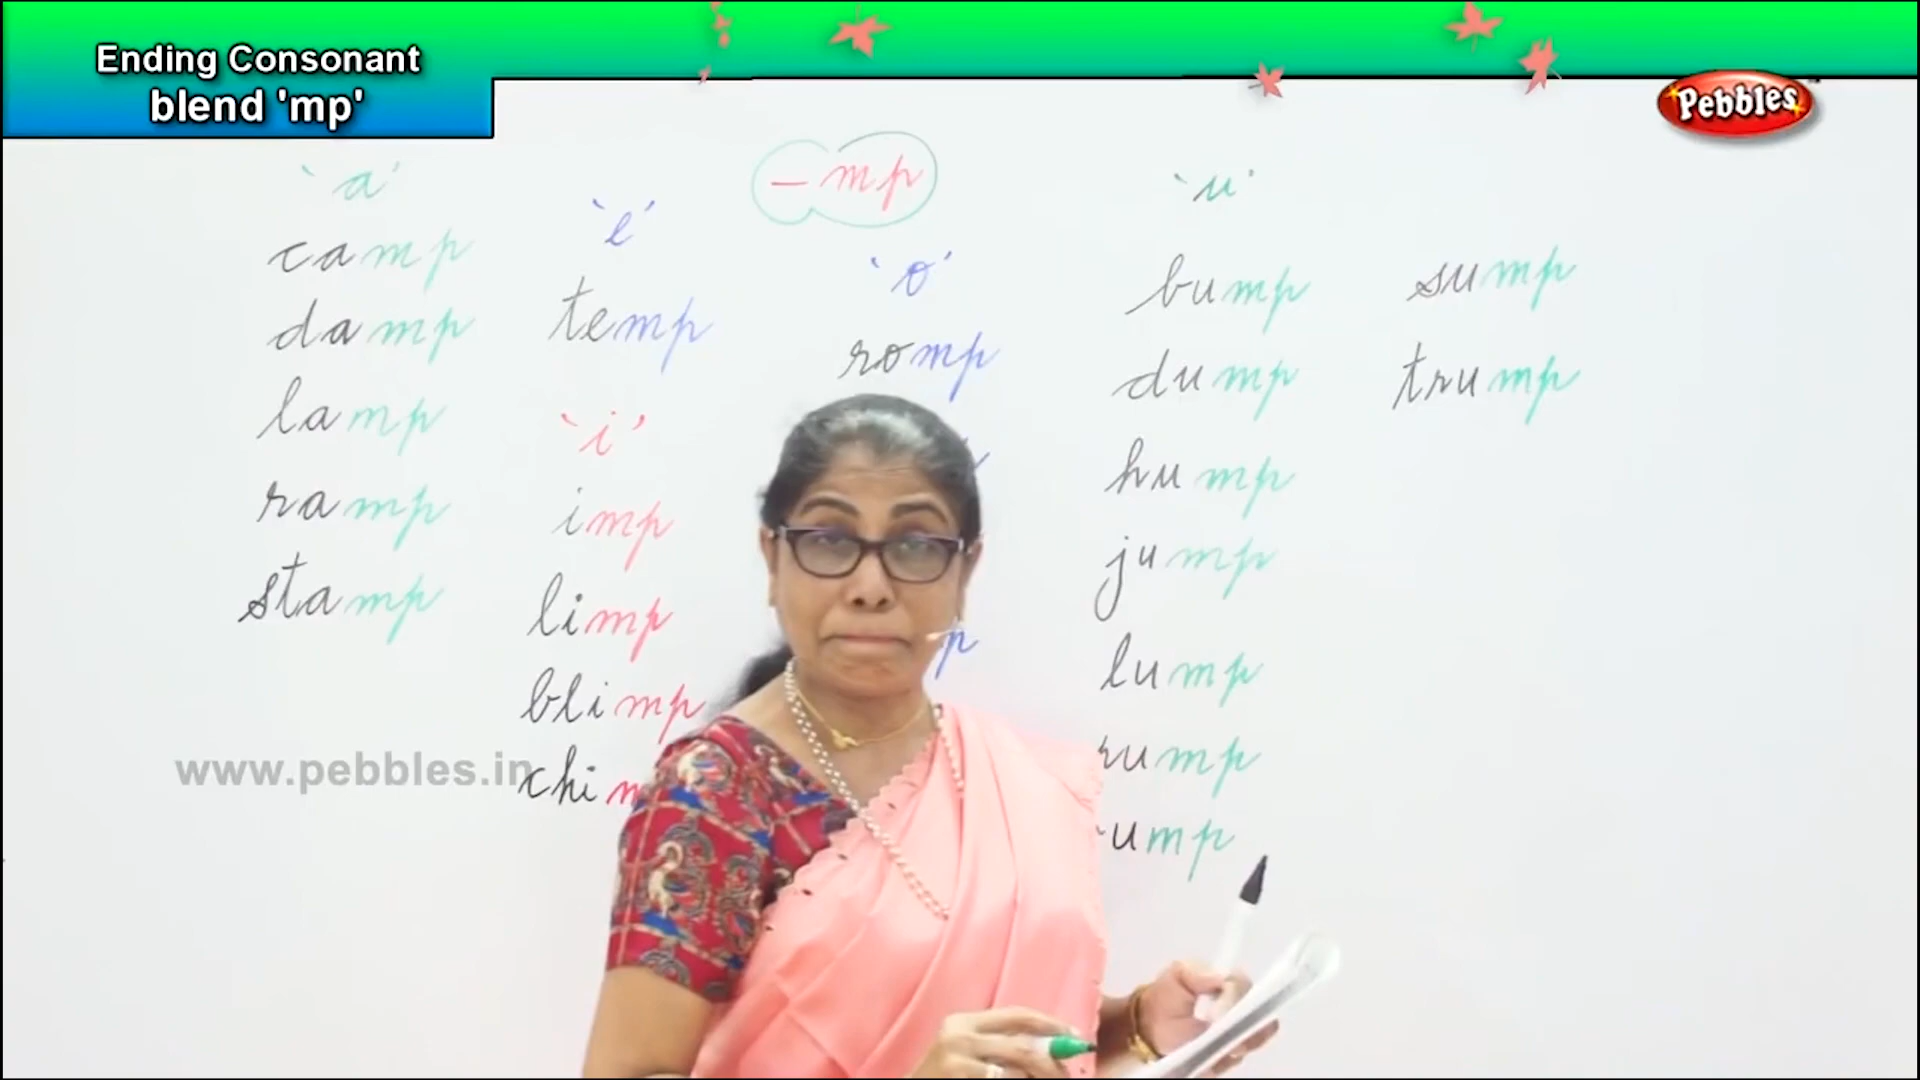 Ending Consonant
blend 'mp'
Pebbles
– mp
'a'
camp
damp
lamp
ramp
stamp
'e'
temp
'i'
imp
limp
blimp
'o'
romp
'u'
bump
dump
hump
jump
lump
rump
sump
trump
www.pebbles.in